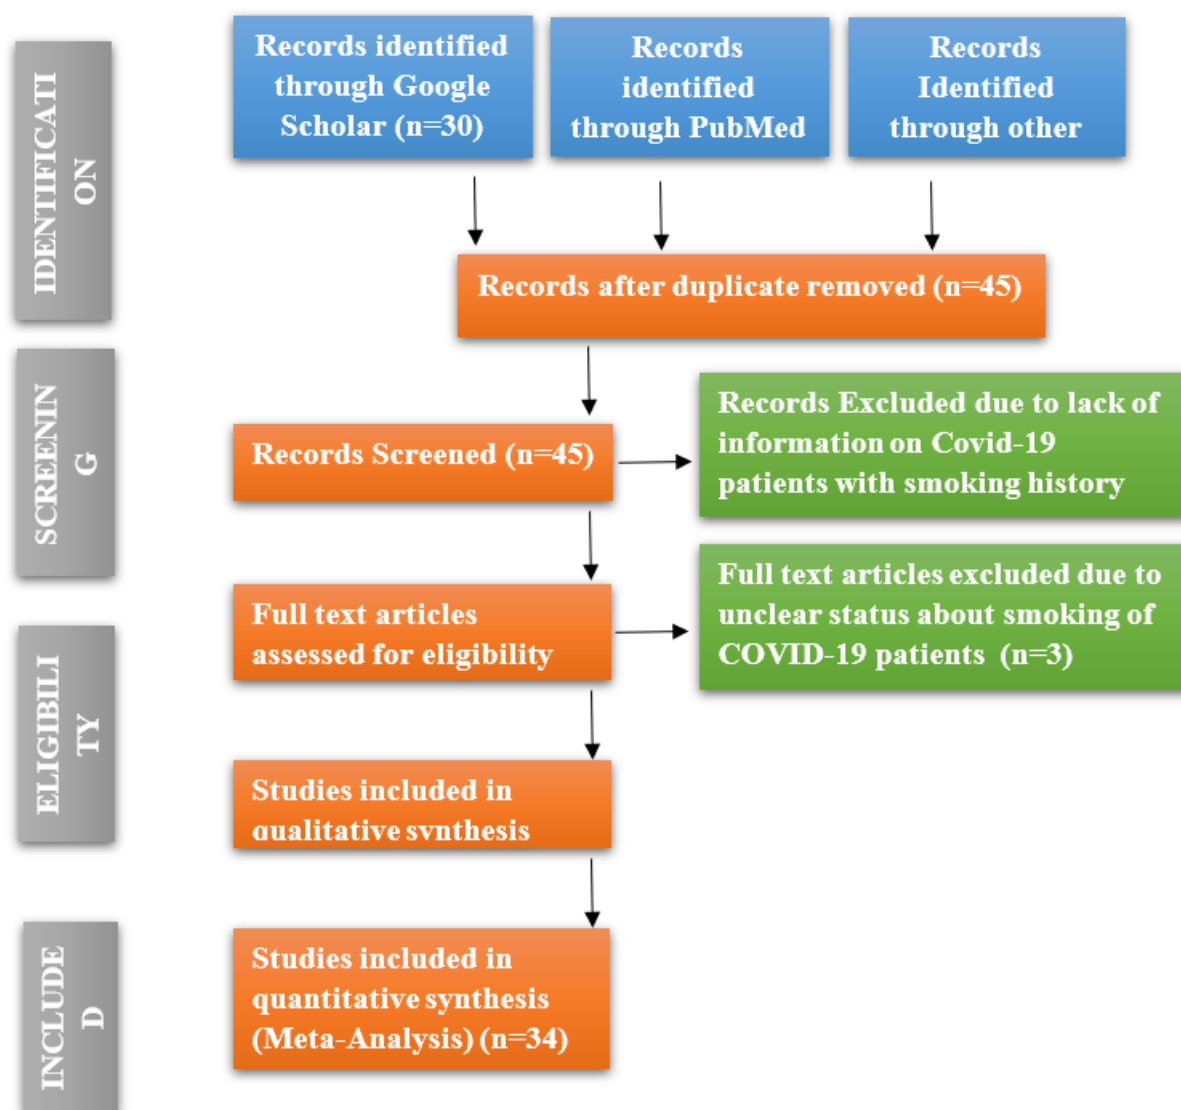 IDENTIFICATI
ON
Records identified
through Google
Scholar (n=30)
Records
identified
through PubMed
Records
Identified
through other
Records after duplicate removed (n=45)
SCREENIN
G
Records Screened (n=45)
Records Excluded due to lack of
information on Covid-19
patients with smoking history
ELIGIBILI
TY
Full text articles
assessed for eligibility
Full text articles excluded due to
unclear status about smoking of
COVID-19 patients (n=3)
Studies included in
qualitative synthesis
INCLUDE
D
Studies included in
quantitative synthesis
(Meta-Analysis) (n=34)